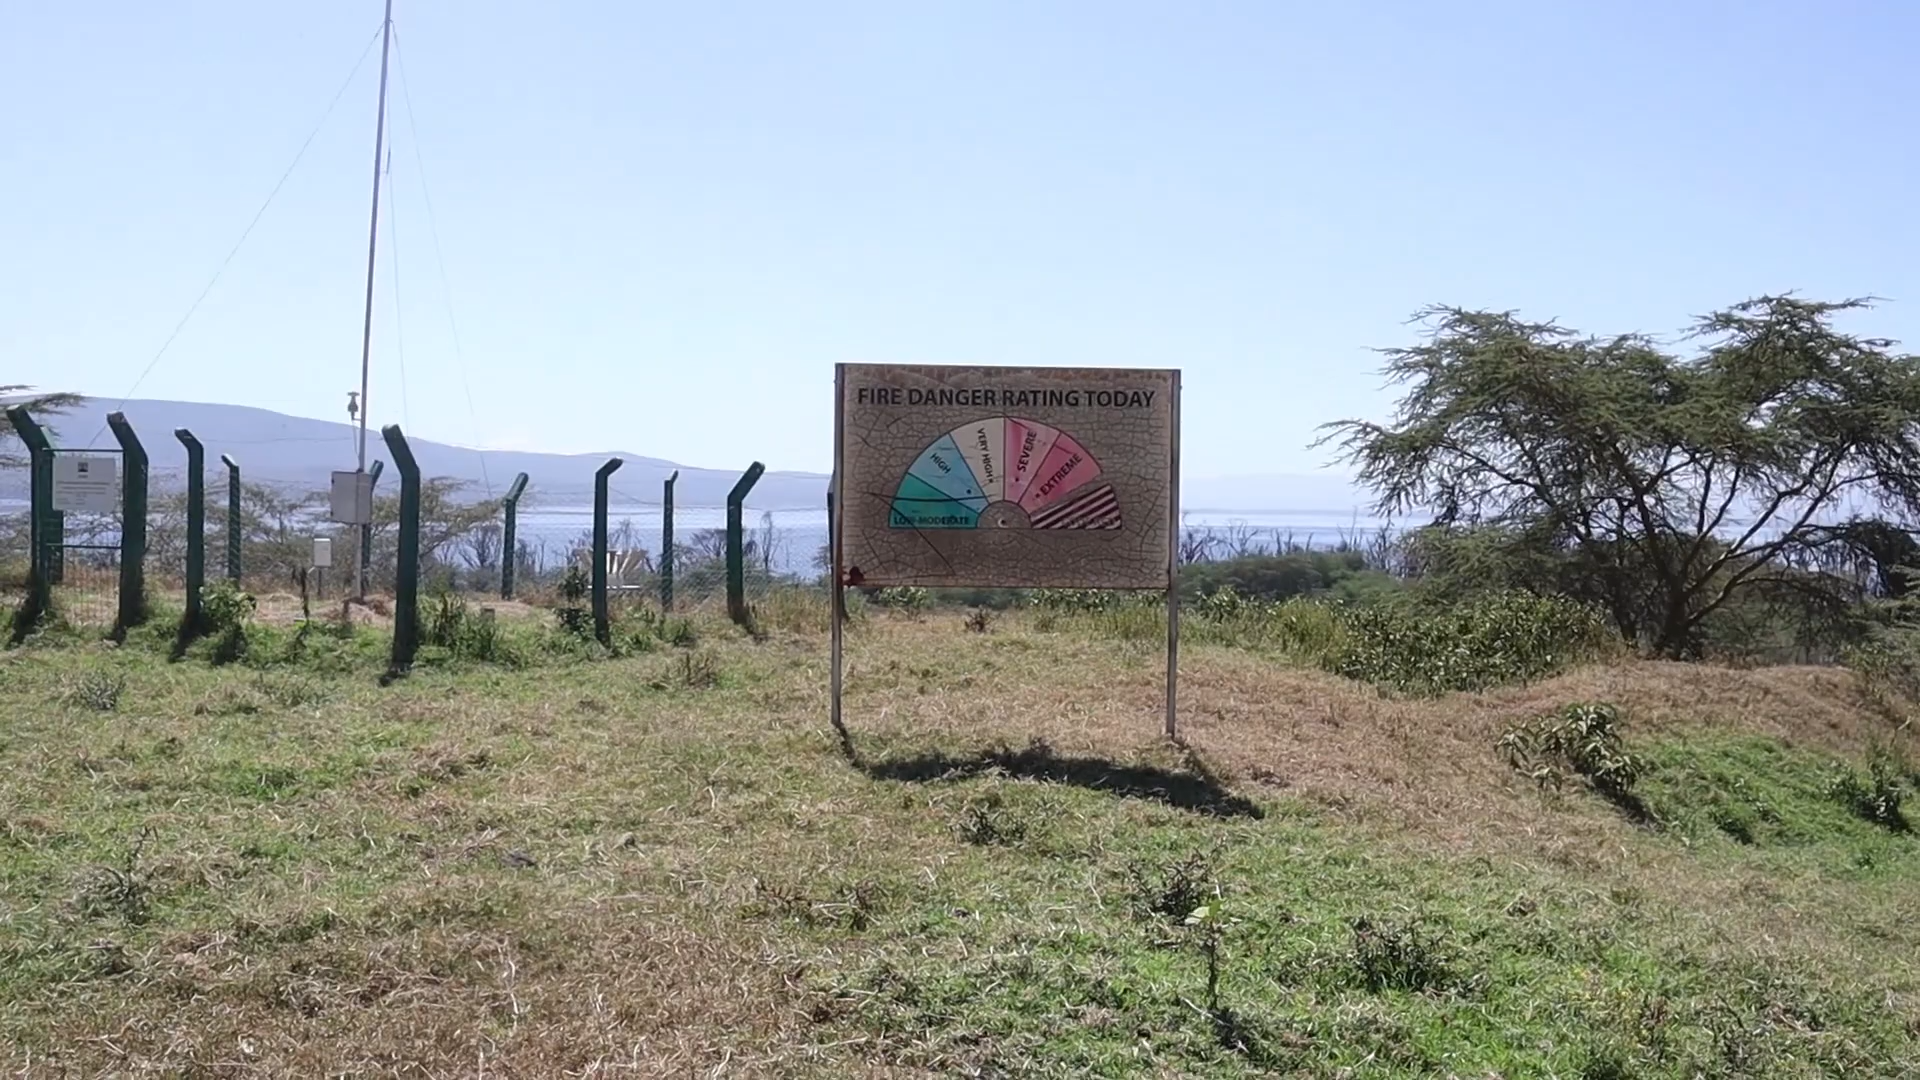 FIRE DANGER RATING TODAY
LOW-MODERATE
HIGH
VERY HIGH
SEVERE
EXTREME